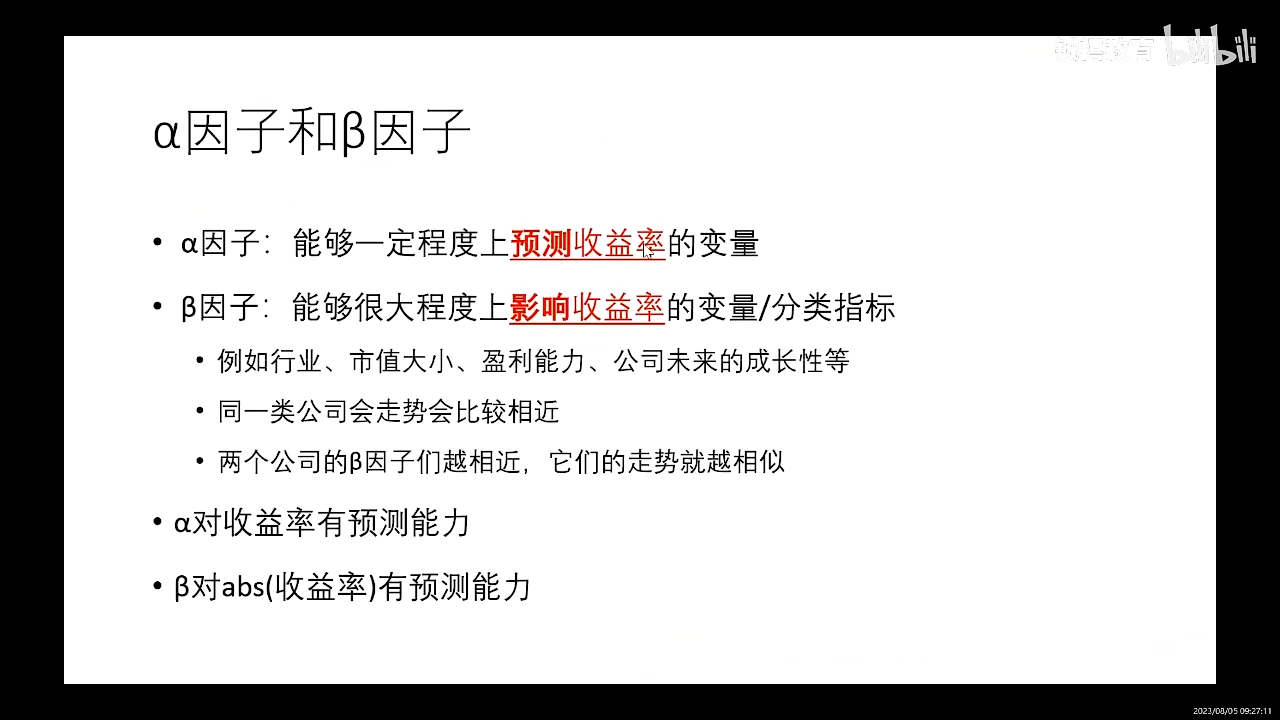 bilibili
α因子和β因子
• α因子：能够一定程度上预测收益率的变量
• β因子：能够很大程度上影响收益率的变量/分类指标
• 例如行业、市值大小、盈利能力、公司未来的成长性等
• 同一类公司会走势会比较相近
• 两个公司的β因子们越相近，它们的走势就越相似
• α对收益率有预测能力
• β对abs(收益率)有预测能力
2023/08/05 09:27:11